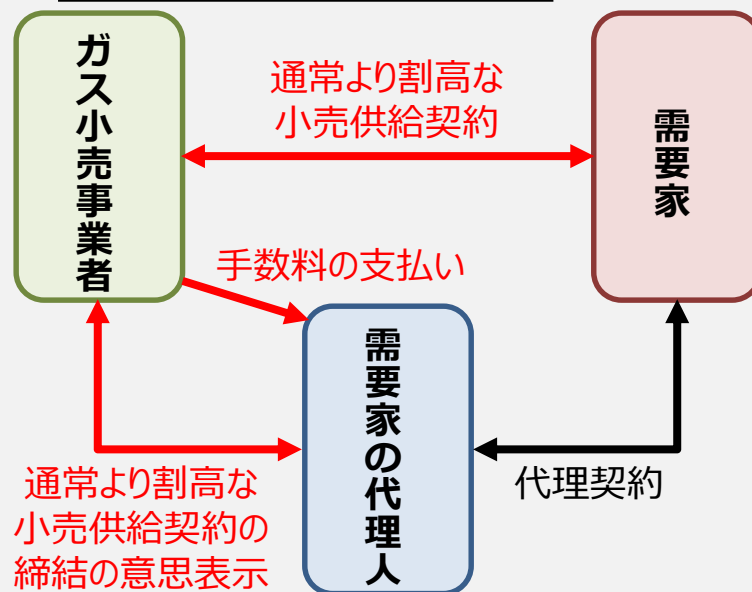 ガス小売事業者
通常より割高な
小売供給契約
需要家
手数料の支払い
需要家の代理人
代理契約
通常より割高な
小売供給契約の
締結の意思表示